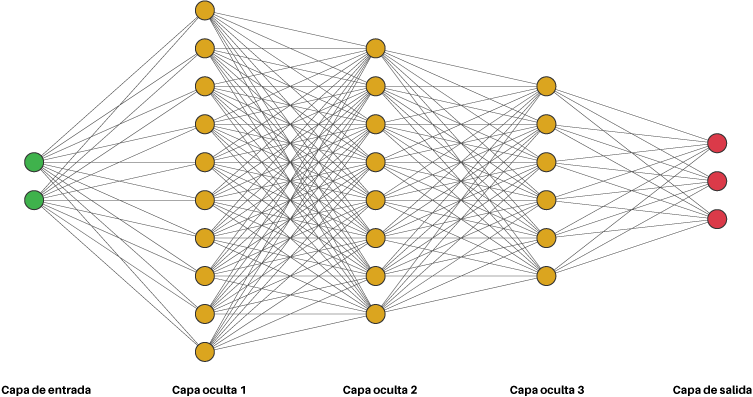 Capa de entrada
Capa oculta 1
Capa oculta 2
Capa oculta 3
Capa de salida